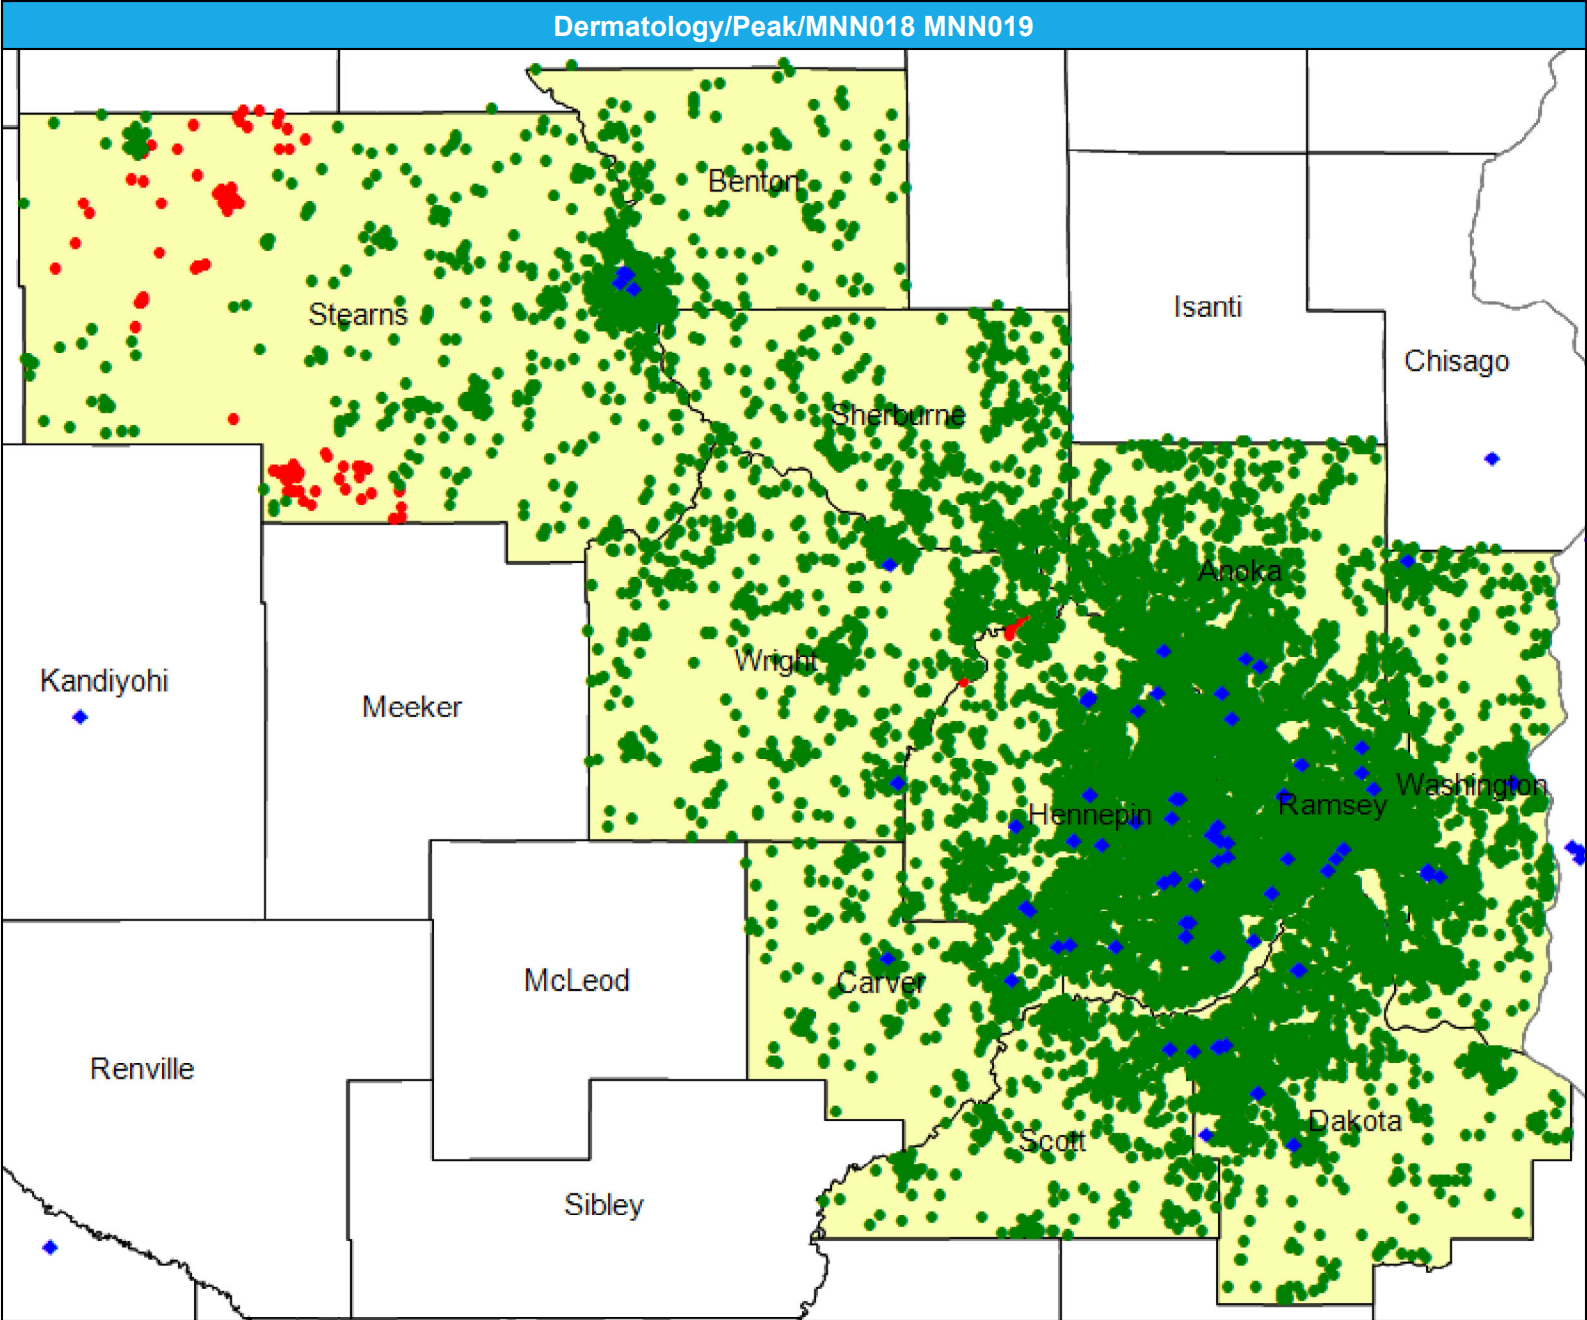 Dermatology/Peak/MNN018 MNN019
Benton
Stearns
Isanti
Chisago
Sherburne
Anoka
Wright
Kandiyohi
Meeker
Washington
Hennepin
Ramsey
McLeod
Carver
Renville
Dakota
Scott
Sibley